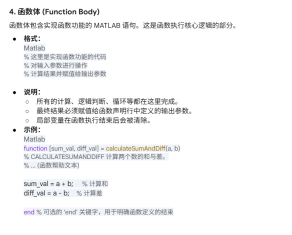 4. 函数体 (Function Body)
函数体包含实现函数功能的 MATLAB 语句。这是函数执行核心逻辑的部分。
● 格式：
Matlab
% 这里是实现函数功能的代码
% 对输入参数进行操作
% 计算结果并赋值给输出参数
● 说明：
○ 所有的计算、逻辑判断、循环等都在这里完成。
○ 最终结果必须赋值给函数声明行中定义的输出参数。
○ 局部变量在函数执行结束后会被清除。
● 示例：
Matlab
function [sum_val, diff_val] = calculateSumAndDiff(a, b)
% CALCULATESUMANDDIFF 计算两个数的和与差。
% ... (函数帮助文本)
sum_val = a + b; % 计算和
diff_val = a - b; % 计算差
end % 可选的 'end' 关键字，用于明确函数定义的结束